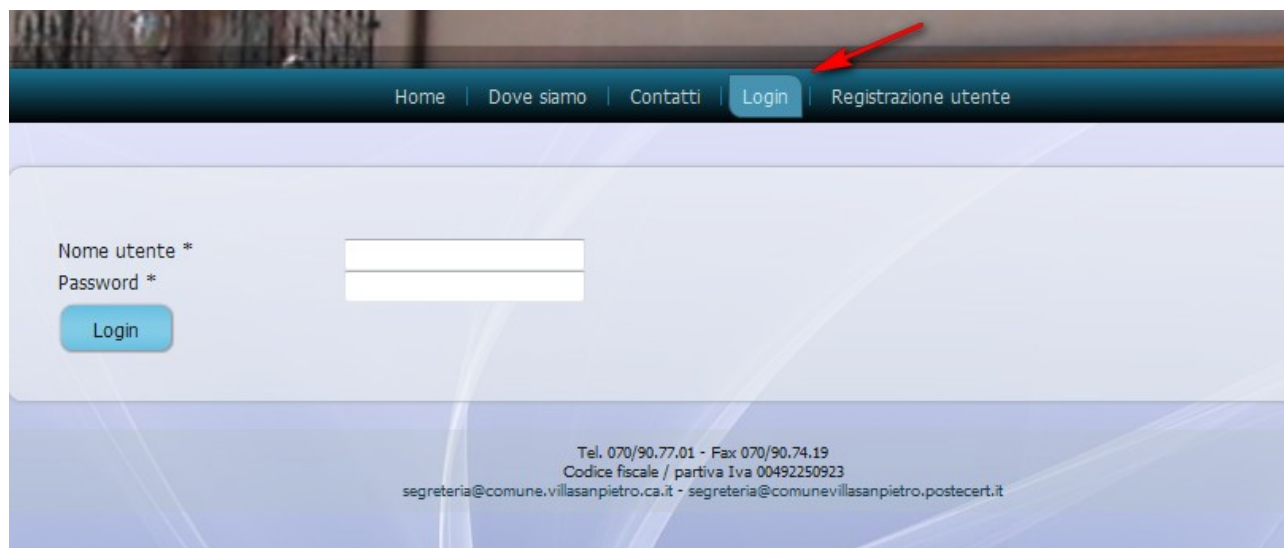 Home | Dove siamo | Contatti | Login | Registrazione utente
Nome utente *
Password *
Login
Tel. 070/90.77.01 - Fax 070/90.74.19
Codice fiscale / partiva Iva 00492250923
segreteria@comune.villasanpietro.ca.it - segreteria@comunevillasanpietro.postecert.it